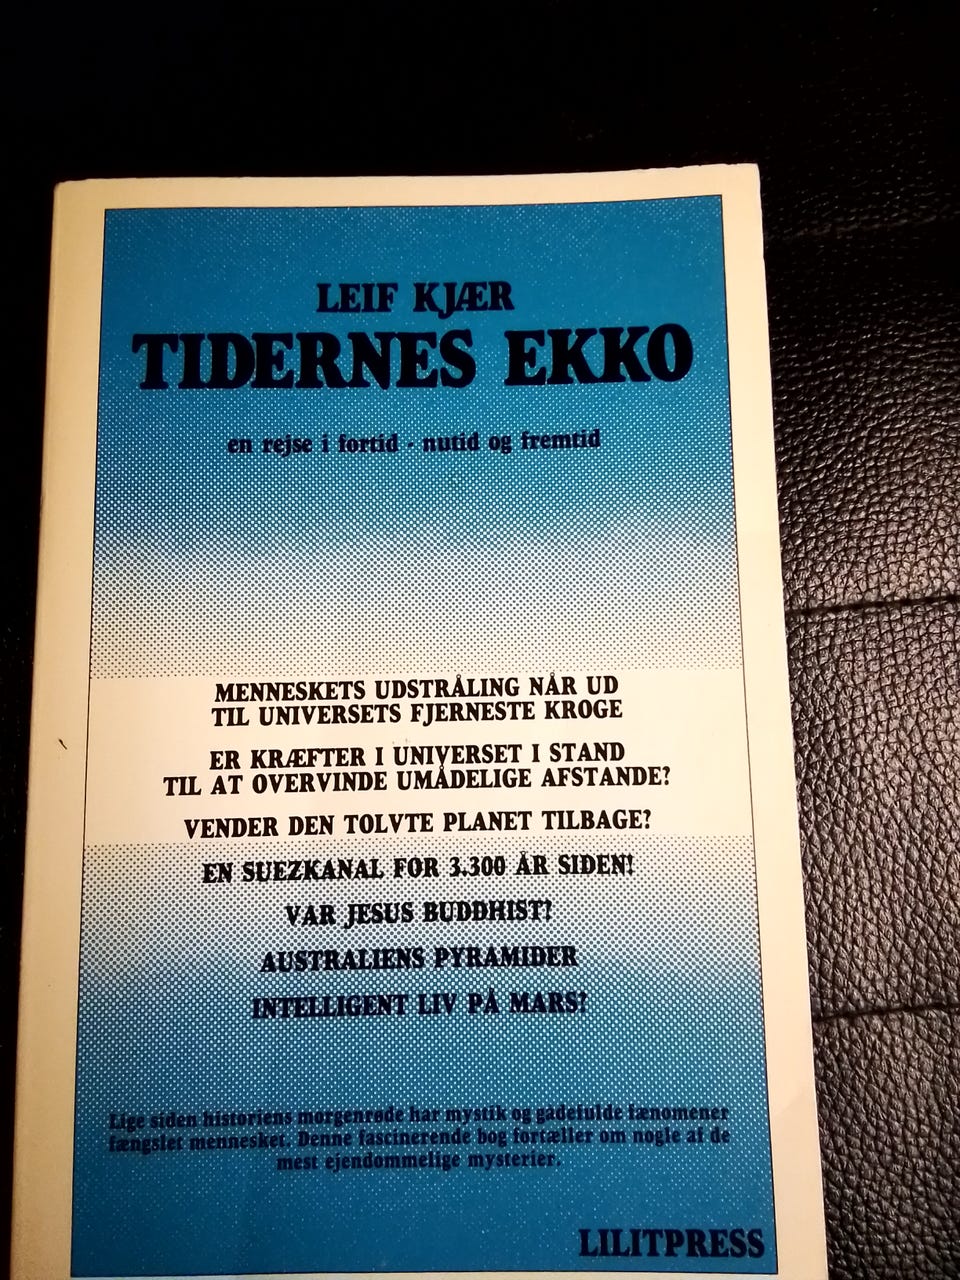 LEIF KJÆR
TIDERNES EKKO
en rejse i fortid - nutid og fremtid
MENNESKETS UDSTRÅLING NÅR UD
TIL UNIVERSETS FJERNESTE KROGE
ER KRÆFTER I UNIVERSET I STAND
TIL AT OVERVINDE UMÅDELIGE AFSTANDE?
VENDER DEN TOLVTE PLANET TILBAGE?
EN SUEZKANAL FOR 3.300 ÅR SIDEN!
VAR JESUS BUDDHIST?
AUSTRALIENS PYRAMIDER
INTELLIGENT LIV PÅ MARS?
Lige siden historiens morgenrøde har mystik og gådefulde fænomener
fængslet mennesket. Denne fascinerende bog fortæller om nogle af de
mest ejendommelige mysterier.
LILITPRESS